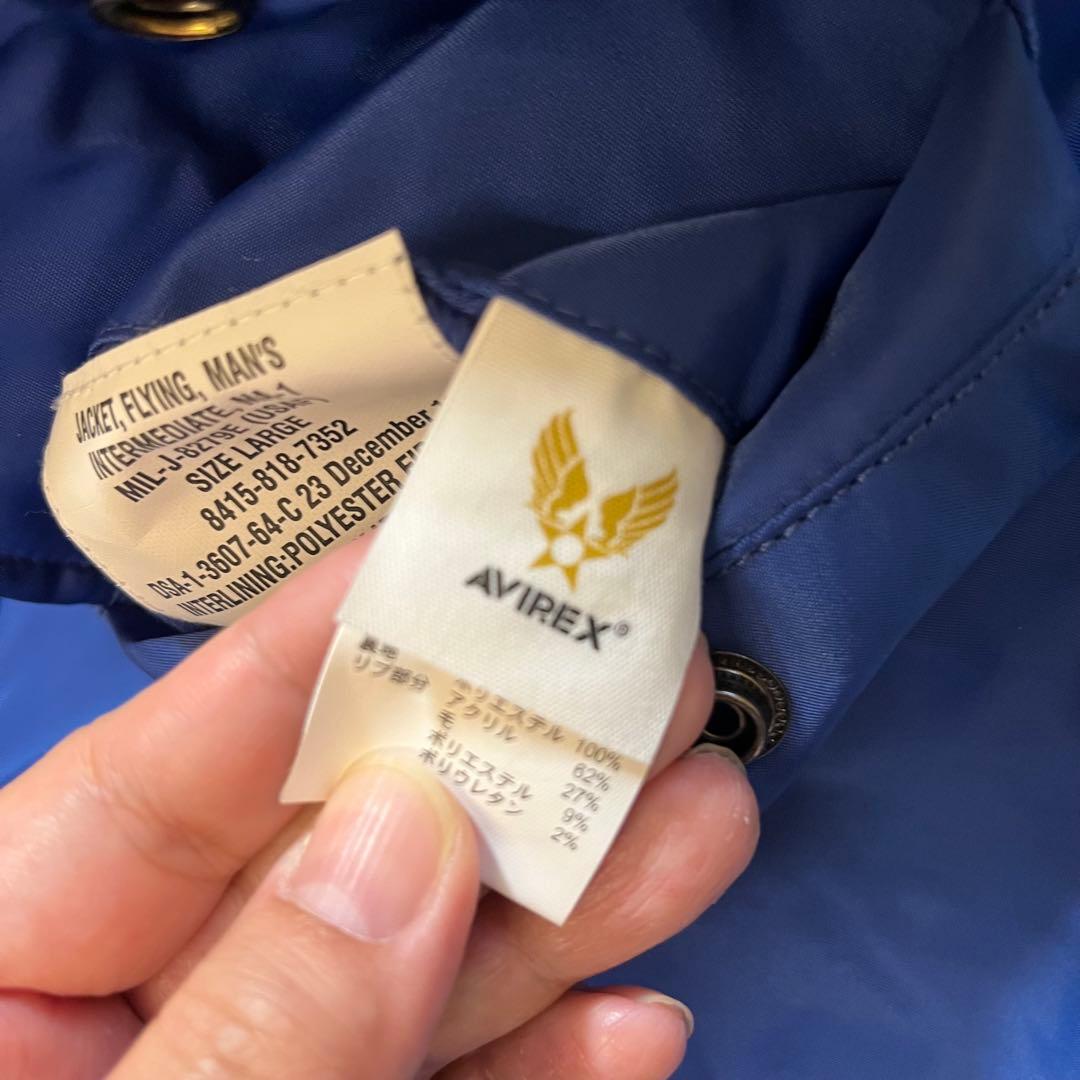 JACKET, FLYING, MAN'S
INTERMEDIATE, No.1
MIL-J-8279E (USAF)
SIZE LARGE
8415-818-7352
DSA-1-3607-64-C 23 December
INTERLINING:POLYESTER
AVIREX®
裏地 ポリエステル 100%
リブ部分 アクリル 62%
毛 27%
ポリエステル 9%
ポリウレタン 2%